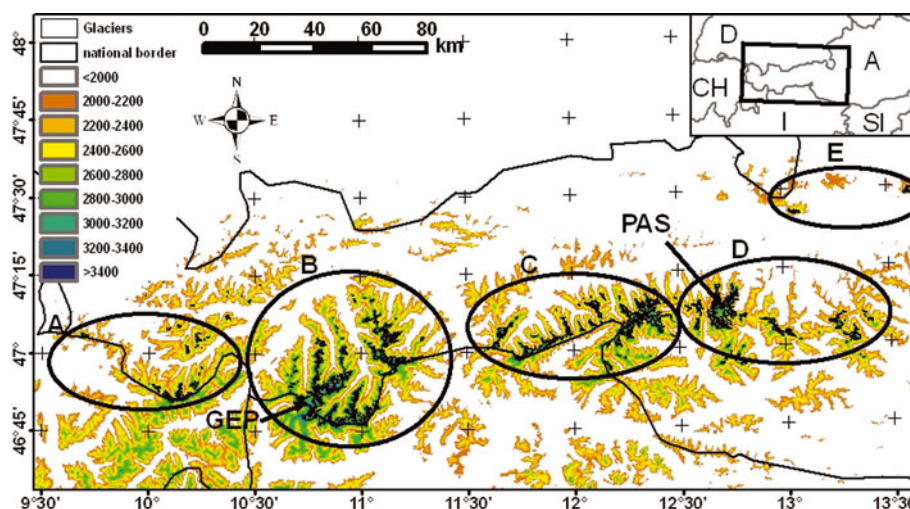 Glaciers
national border
<2000
2000-2200
2200-2400
2400-2600
2600-2800
2800-3000
3000-3200
3200-3400
>3400
0 20 40 60 80
km
N
W E
S
D
A
CH
I
SI
48°
47°45
47°30
47°15
47°
46°45
E
PAS
B
C
D
A
GEP
9°30 10° 10°30 11° 11°30 12° 12°30 13° 13°30